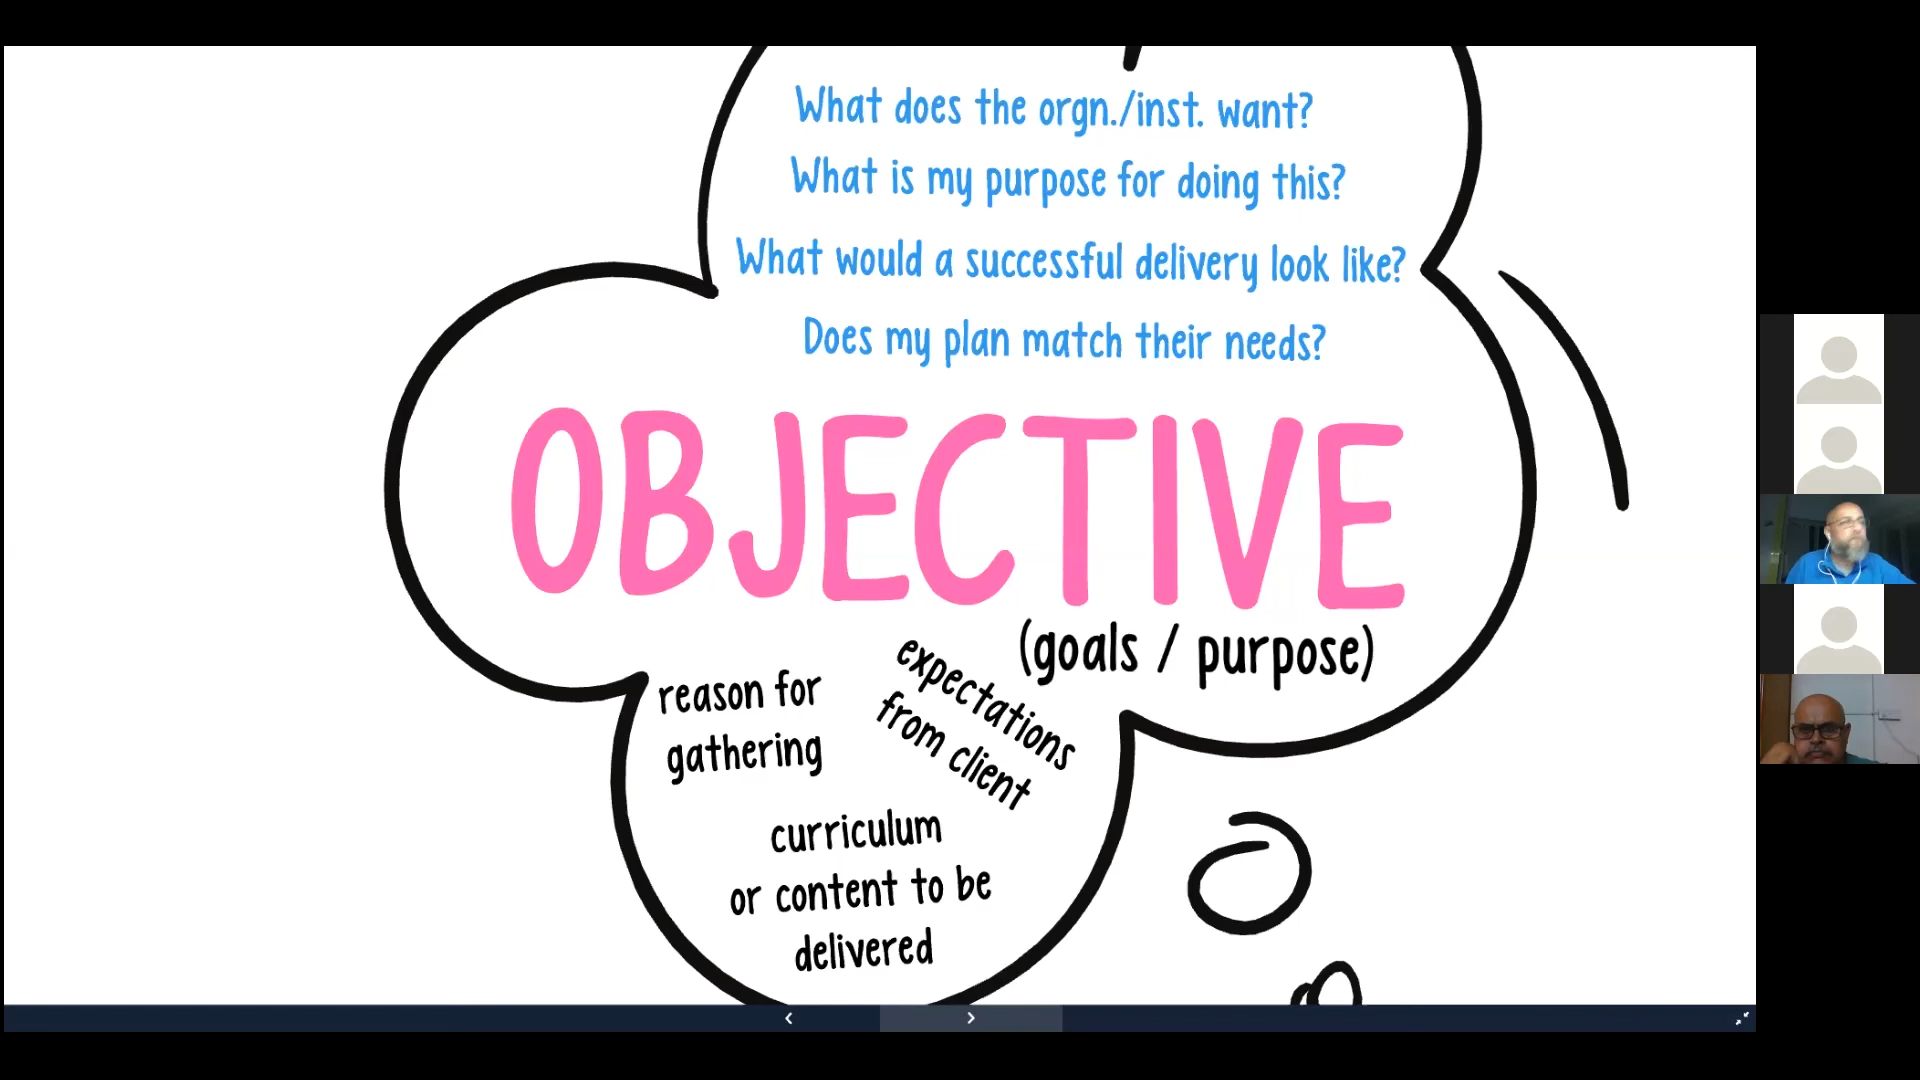 What does the orgn./inst. want?
What is my purpose for doing this?
What would a successful delivery look like?
Does my plan match their needs?
OBJECTIVE
(goals / purpose)
reason for
gathering
expectations
from client
curriculum
or content to be
delivered